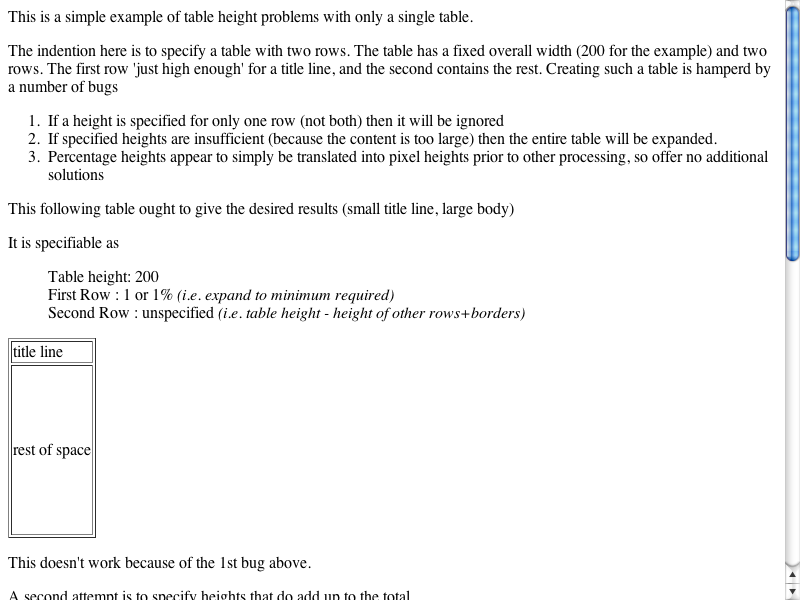 This is a simple example of table height problems with only a single table.
The indention here is to specify a table with two rows. The table has a fixed overall width (200 for the example) and two
rows. The first row 'just high enough' for a title line, and the second contains the rest. Creating such a table is hamperd by
a number of bugs
1. If a height is specified for only one row (not both) then it will be ignored
2. If specified heights are insufficient (because the content is too large) then the entire table will be expanded.
3. Percentage heights appear to simply be translated into pixel heights prior to other processing, so offer no additional
solutions
This following table ought to give the desired results (small title line, large body)
It is specifiable as
Table height: 200
First Row : 1 or 1% (i.e. expand to minimum required)
Second Row : unspecified (i.e. table height - height of other rows+borders)
title line
rest of space
This doesn't work because of the 1st bug above.
A second attempt is to specify heights that do add up to the total